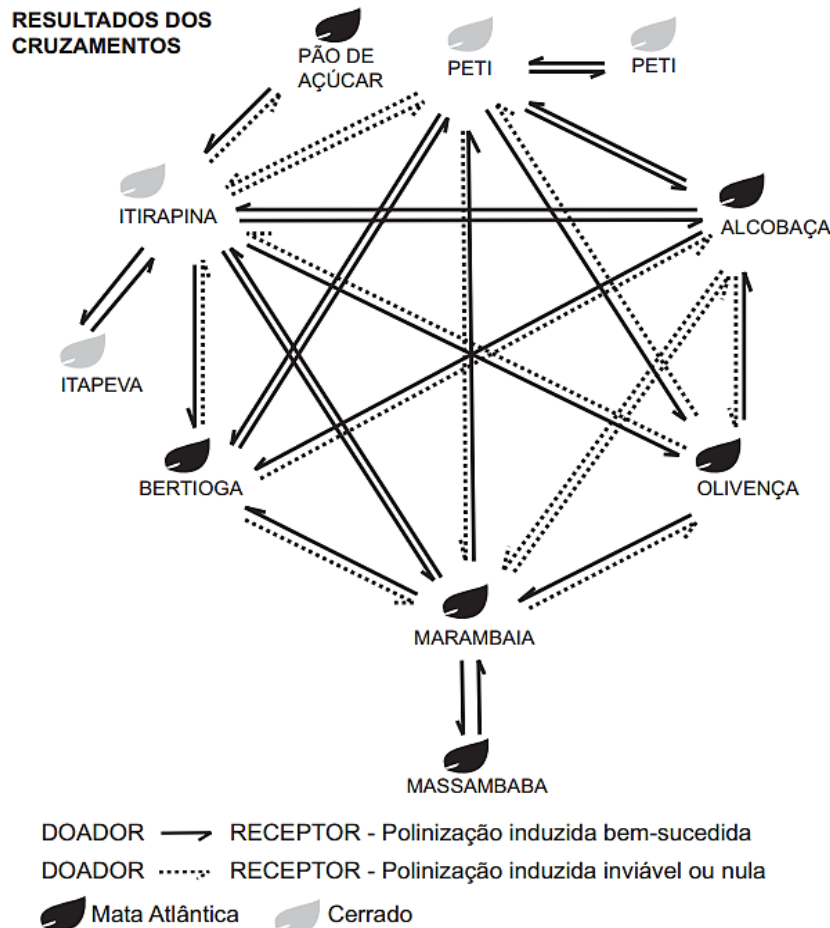 RESULTADOS DOS
CRUZAMENTOS
PÃO DE
AÇÚCAR
PETI
PETI
ITIRAPINA
ALCOBAÇA
ITAPEVA
BERTIOGA
OLIVENÇA
MARAMBAIA
MASSAMBABA
DOADOR RECEPTOR - Polinização induzida bem-sucedida
DOADOR RECEPTOR - Polinização induzida inviável ou nula
Mata Atlântica Cerrado